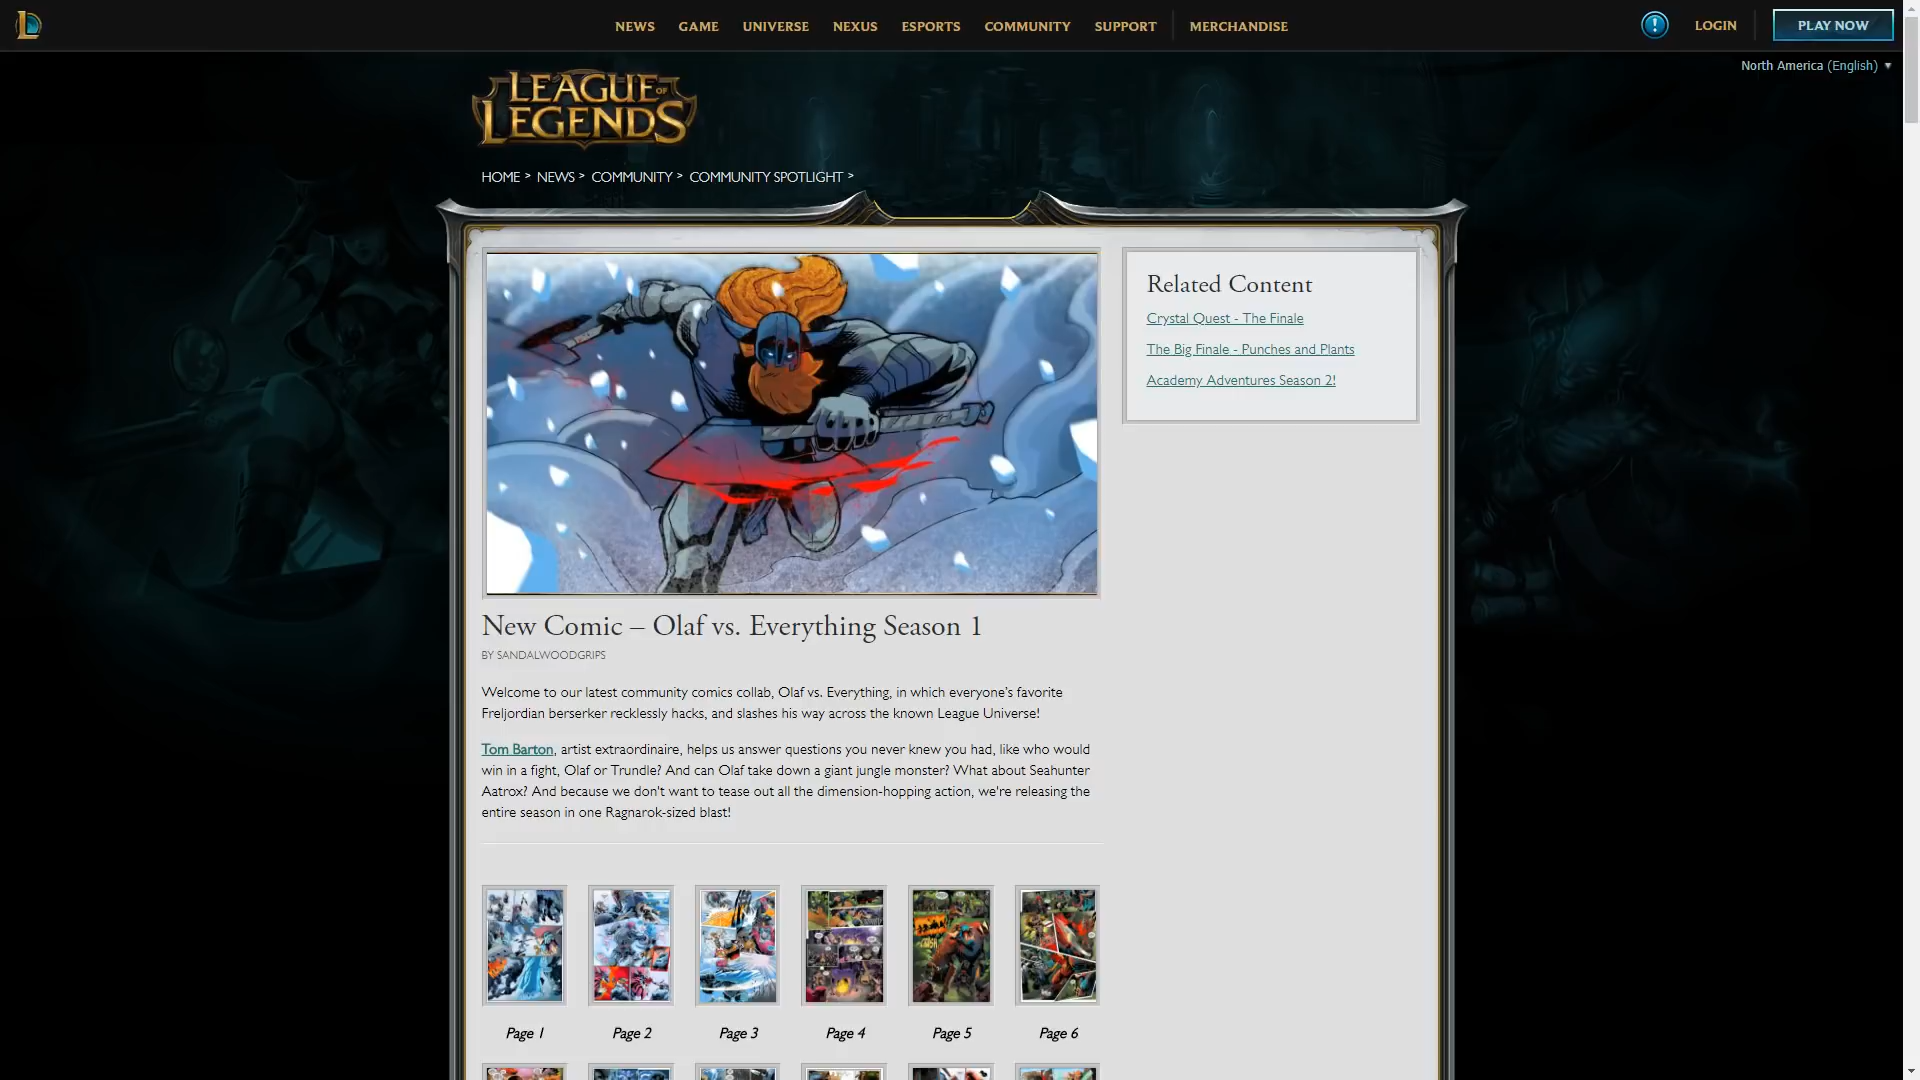 NEWS GAME UNIVERSE NEXUS ESPORTS COMMUNITY SUPPORT MERCHANDISE LOGIN PLAY NOW
North America (English) ▼
LEAGUE OF
LEGENDS
HOME > NEWS > COMMUNITY > COMMUNITY SPOTLIGHT >
Related Content
Crystal Quest - The Finale
The Big Finale - Punches and Plants
Academy Adventures Season 2!
New Comic – Olaf vs. Everything Season 1
BY SANDALWOODGRIPS
Welcome to our latest community comics collab, Olaf vs. Everything, in which everyone's favorite
Freljordian berserker recklessly hacks, and slashes his way across the known League Universe!
Tom Barton, artist extraordinaire, helps us answer questions you never knew you had, like who would
win in a fight, Olaf or Trundle? And can Olaf take down a giant jungle monster? What about Seahunter
Aatrox? And because we don't want to tease out all the dimension-hopping action, we're releasing the
entire season in one Ragnarok-sized blast!
Page 1 Page 2 Page 3 Page 4 Page 5 Page 6